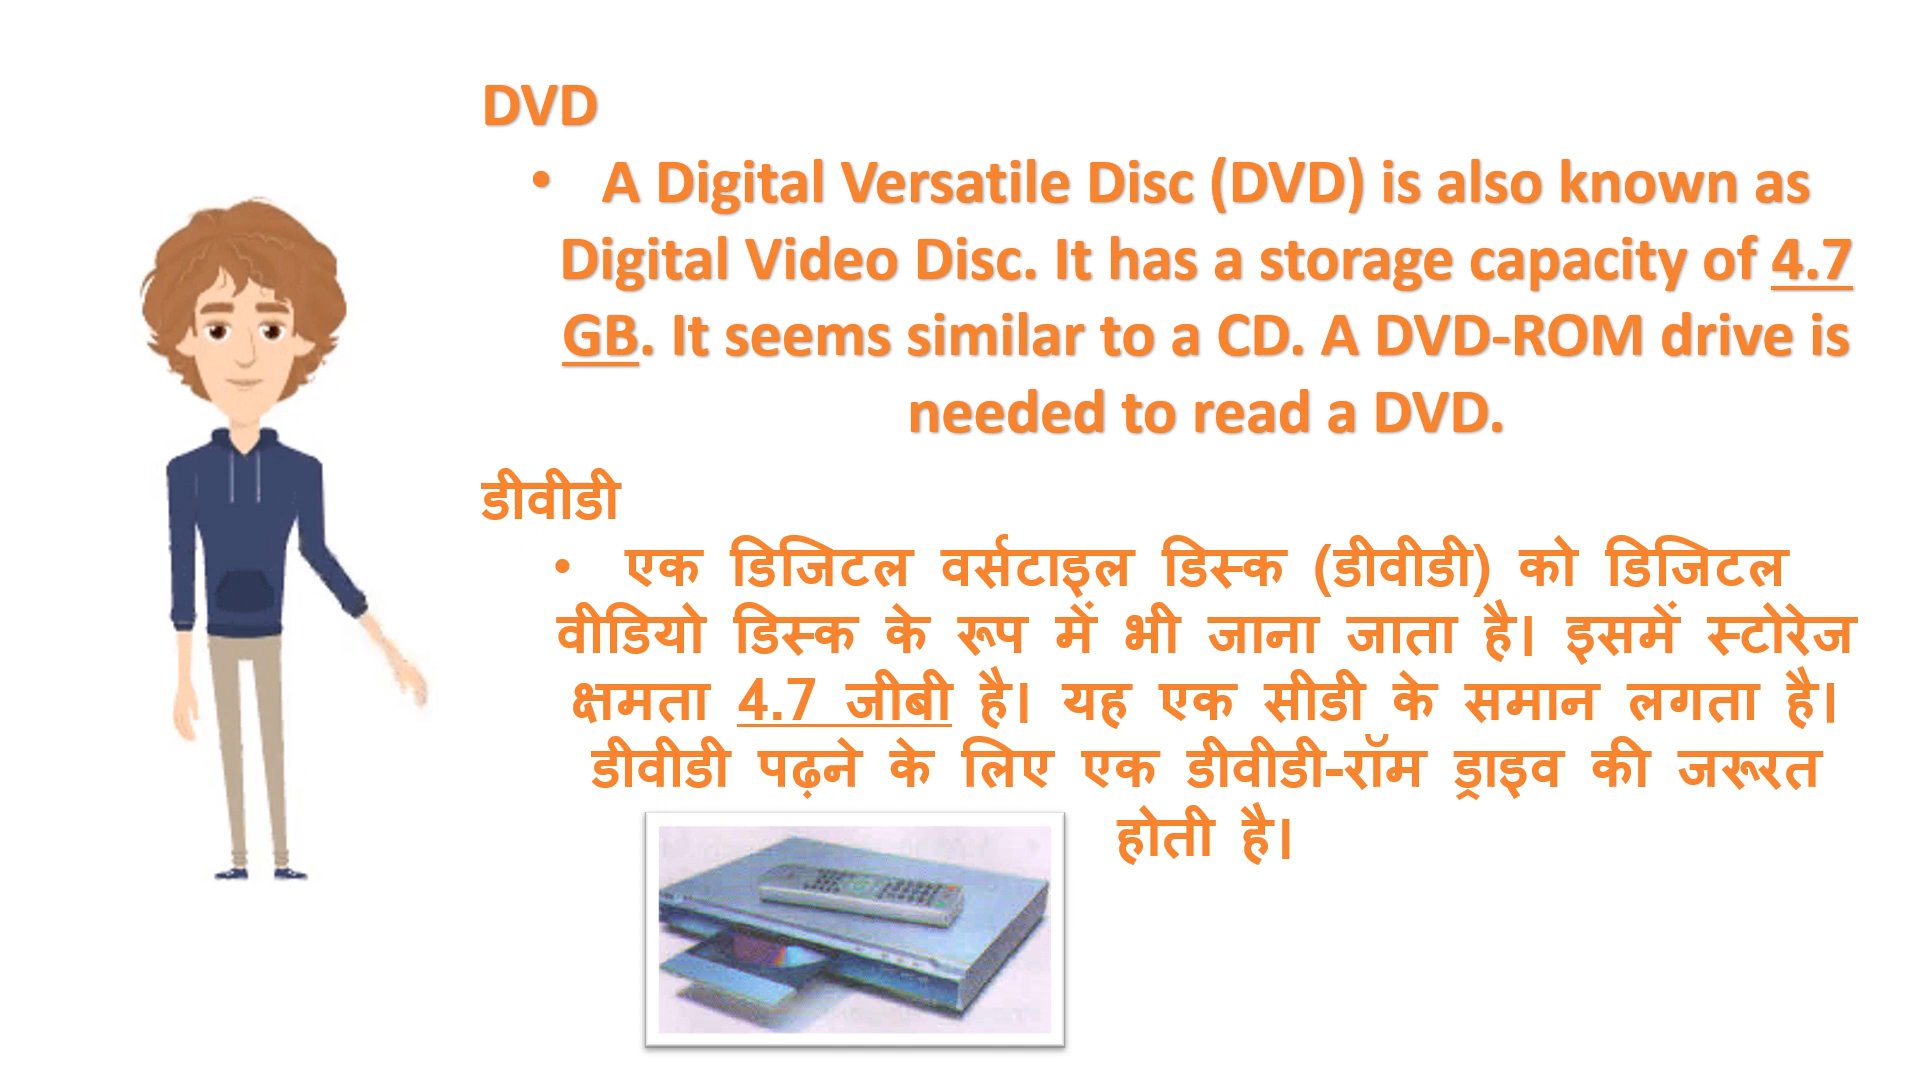 DVD
• A Digital Versatile Disc (DVD) is also known as
Digital Video Disc. It has a storage capacity of 4.7
GB. It seems similar to a CD. A DVD-ROM drive is
needed to read a DVD.
डीवीडी
• एक डिजिटल वर्सटाइल डिस्क (डीवीडी) को डिजिटल
वीडियो डिस्क के रूप में भी जाना जाता है। इसमें स्टोरेज
क्षमता 4.7 जीबी है। यह एक सीडी के समान लगता है।
डीवीडी पढ़ने के लिए एक डीवीडी-रॉम ड्राइव की जरूरत
होती है।